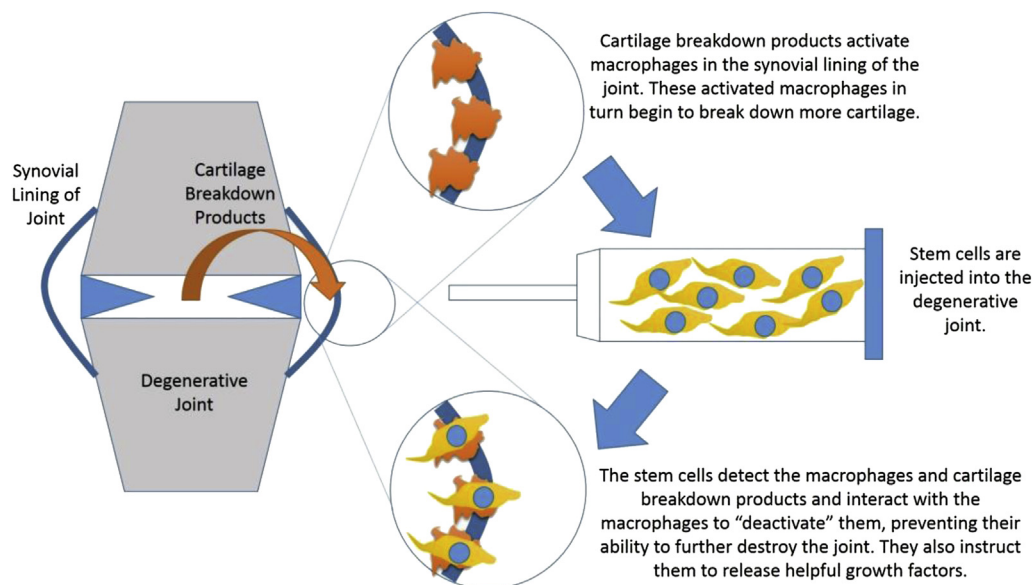 Cartilage breakdown products activate
macrophages in the synovial lining of the
joint. These activated macrophages in
turn begin to break down more cartilage.
Synovial
Lining of
Joint
Cartilage
Breakdown
Products
Stem cells are
injected into the
degenerative
joint.
Degenerative
Joint
The stem cells detect the macrophages and cartilage
breakdown products and interact with the
macrophages to “deactivate” them, preventing their
ability to further destroy the joint. They also instruct
them to release helpful growth factors.